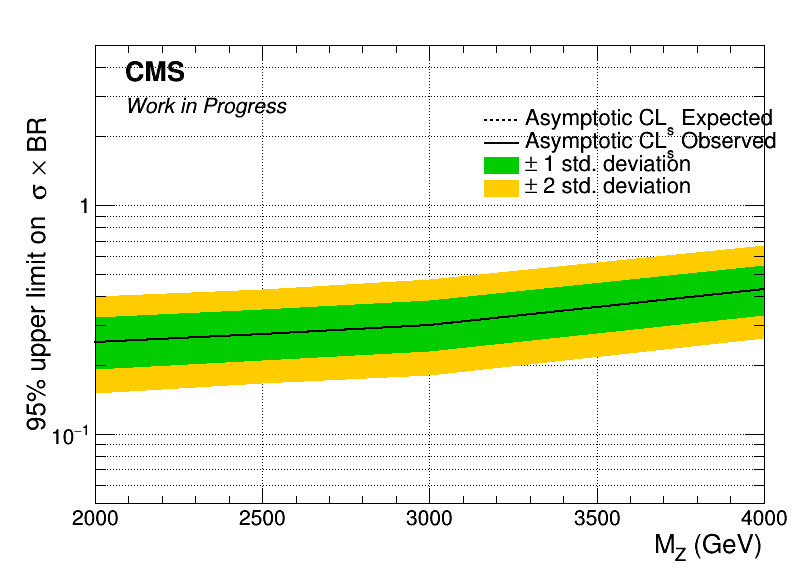 CMS
Work in Progress
Asymptotic CLs Expected
Asymptotic CLs Observed
± 1 std. deviation
± 2 std. deviation
95% upper limit on σ × BR
1
10⁻¹
2000 2500 3000 3500 4000
M_Z (GeV)